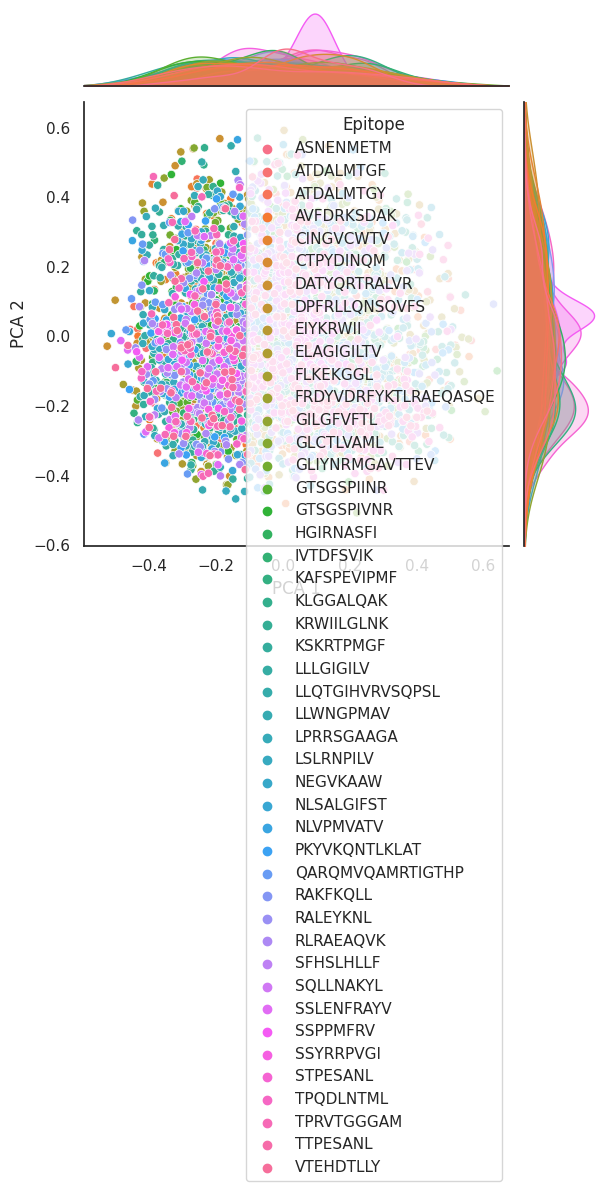 Epitope
ASNENMETM
ATDALMTGF
ATDALMTGY
AVFDRKSDAK
CINGVCWTV
CTPYDINQM
DATYQRTRALVR
DPFRLLQNSQVFS
EIYKRWII
ELAGIGILTV
FLKEKGGL
FRDYVDRFYKTLRAEQASQE
GILGFVFTL
GLCTLVAML
GLIYNRMGAVTTEV
GTSGSPIINR
GTSGSPIVNR
HGIRNASFI
IVTDFSVIK
KAFSPEVIPMF
KLGGALQAK
KRWIILGLNK
KSKRTPMGF
LLLGIGILV
LLQTGIHVRVSQPSL
LLWNGPMAV
LPRRSGAAGA
LSLRNPILV
NEGVKAAW
NLSALGIFST
NLVPMVATV
PKYVKQNTLKLAT
QARQMVQAMRTIGTHP
RAKFKQLL
RALEYKNL
RLRAEAQVK
SFHSLHLLF
SQLLNAKYL
SSLENFRAYV
SSPPMFRV
SSYRRPVGI
STPESANL
TPQDLNTML
TPRVTGGGAM
TTPESANL
VTEHDTLLY
PCA 2
0.6
0.4
0.2
0.0
−0.2
−0.4
−0.6
−0.4 −0.2 0.0 0.2 0.4 0.6
PCA 1